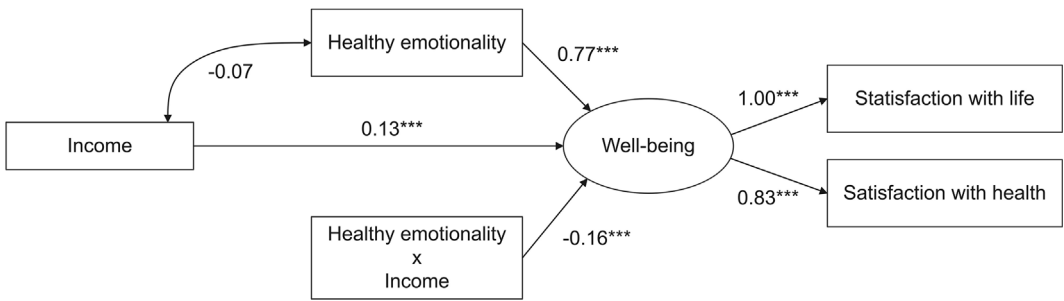 Healthy emotionality
0.77***
-0.07
1.00***
Statisfaction with life
0.13***
Income
Well-being
0.83***
Satisfaction with health
Healthy emotionality
x
Income
-0.16***